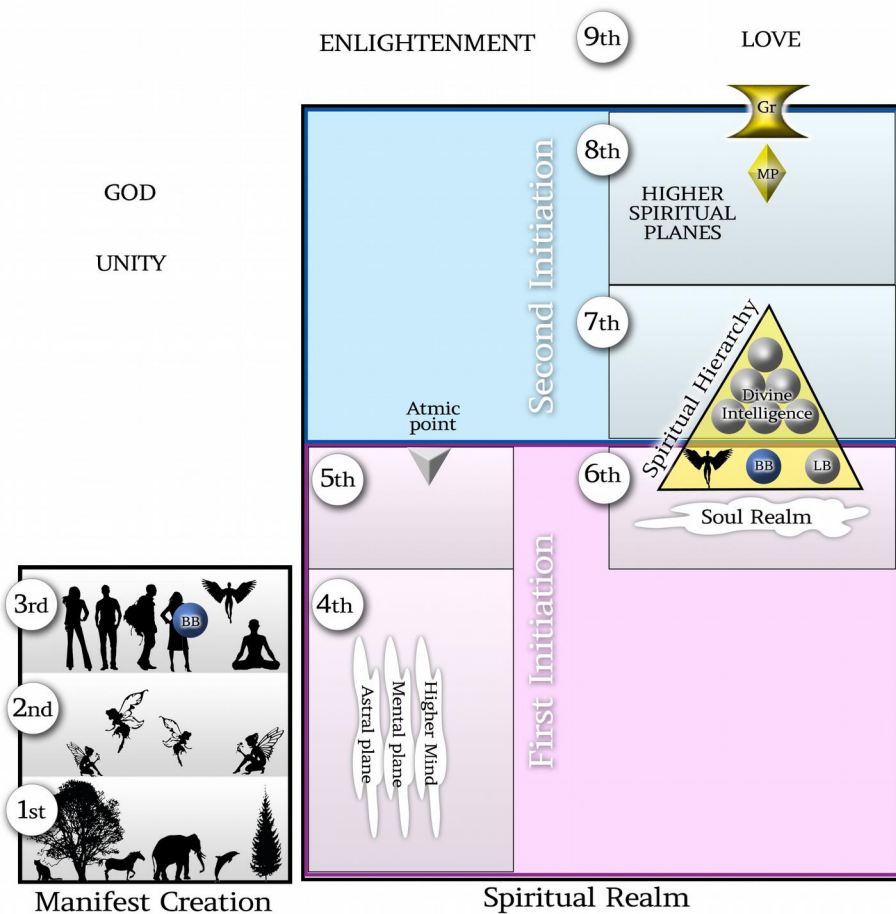 ENLIGHTENMENT
9th
LOVE
Gr
8th
MP
HIGHER
SPIRITUAL
PLANES
GOD
UNITY
Second Initiation
7th
Spiritual Hierarchy
Divine
Intelligence
Atmic
point
5th
6th
BB
LB
Soul Realm
First Initiation
4th
Astral plane
Mental plane
Higher Mind
3rd
BB
2nd
1st
Manifest Creation
Spiritual Realm